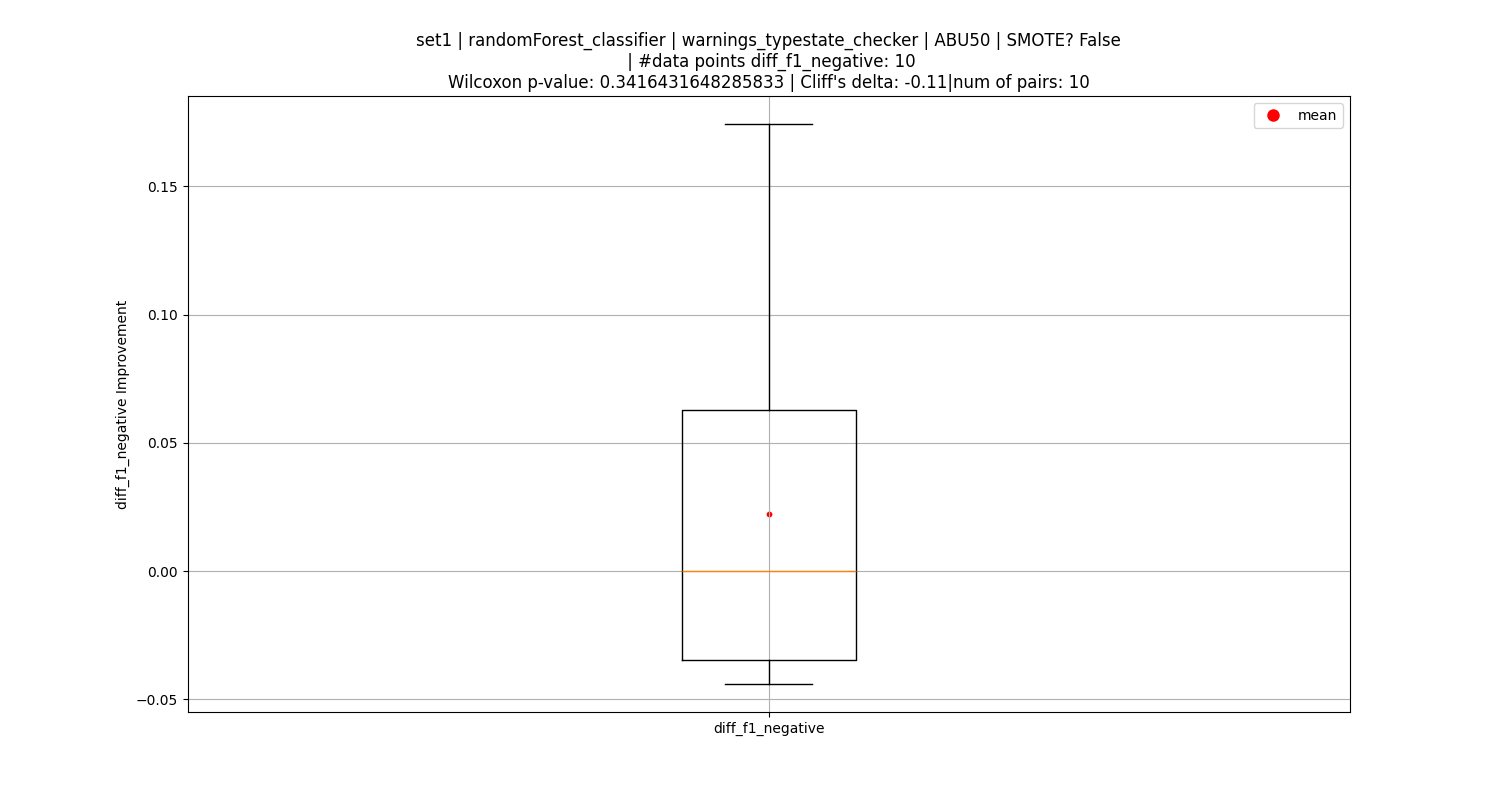 set1 | randomForest_classifier | warnings_typestate_checker | ABU50 | SMOTE? False
| #data points diff_f1_negative: 10
Wilcoxon p-value: 0.3416431648285833 | Cliff's delta: -0.11|num of pairs: 10
mean
0.15
0.10
0.05
0.00
−0.05
diff_f1_negative Improvement
diff_f1_negative